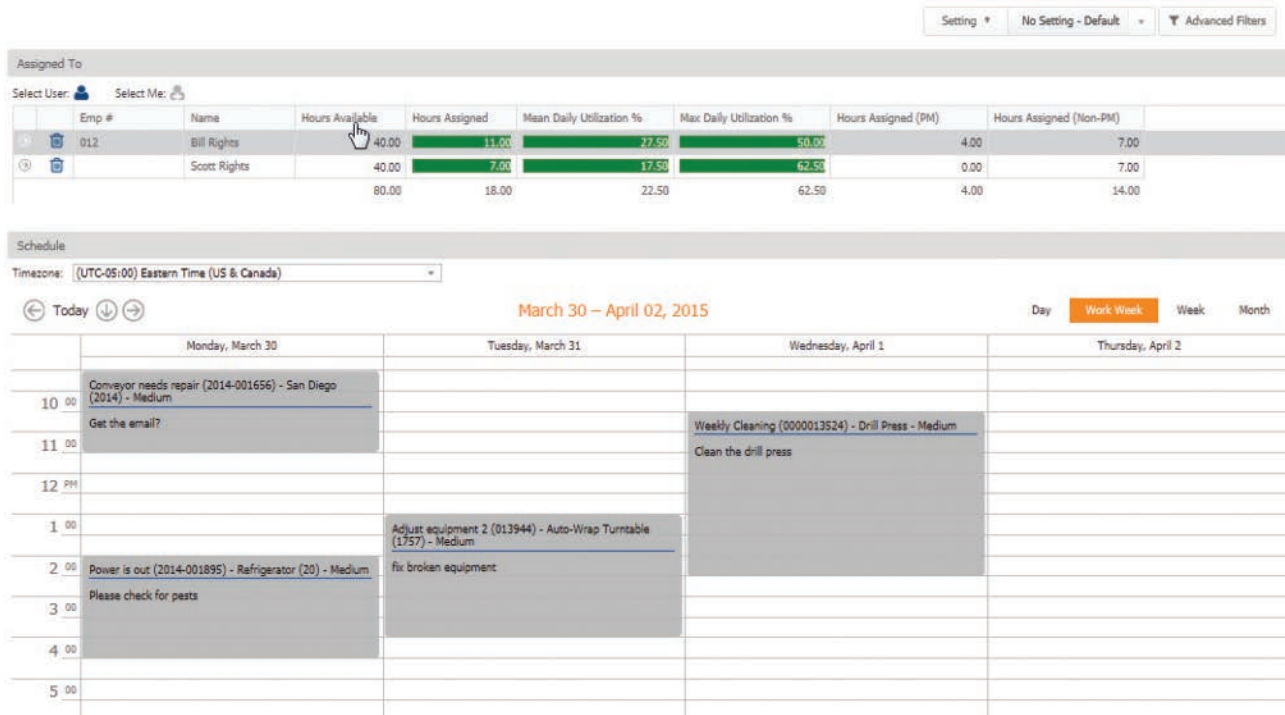 Setting No Setting - Default Advanced Filters
Assigned To
Select User: Select Me:
Emp # Name Hours Available Hours Assigned Mean Daily Utilization % Max Daily Utilization % Hours Assigned (PM) Hours Assigned (Non-PM)
012 Bill Rights 40.00 11.00 27.50 50.00 4.00 7.00
Scott Rights 40.00 7.00 17.50 62.50 0.00 7.00
80.00 18.00 22.50 62.50 4.00 14.00
Schedule
Timezone: (UTC-05:00) Eastern Time (US & Canada)
Today March 30 – April 02, 2015 Day Work Week Week Month
Monday, March 30 Tuesday, March 31 Wednesday, April 1 Thursday, April 2
Conveyor needs repair (2014-001656) - San Diego
(2014) - Medium
10 00
Get the email?
Weekly Cleaning (0000013524) - Drill Press - Medium
11 00
Clean the drill press
12 PM
1 00
Adjust equipment 2 (013944) - Auto-Wrap Turntable
(1757) - Medium
2 00
Power is out (2014-001895) - Refrigerator (20) - Medium
fix broken equipment
Please check for pests
3 00
4 00
5 00